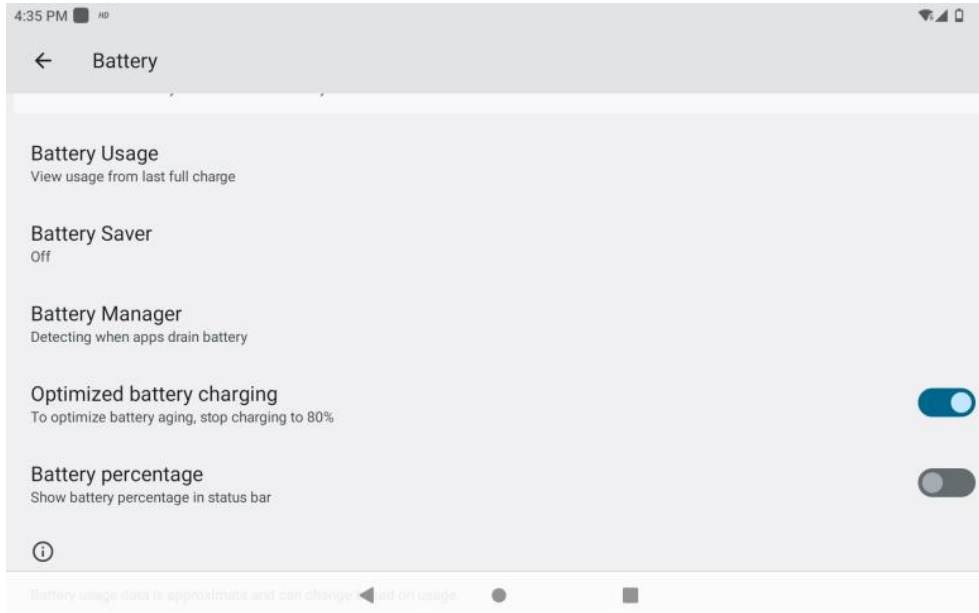 4:35 PM HD
Battery
Battery Usage
View usage from last full charge
Battery Saver
Off
Battery Manager
Detecting when apps drain battery
Optimized battery charging
To optimize battery aging, stop charging to 80%
Battery percentage
Show battery percentage in status bar
Battery usage data is approximate and can change based on usage.